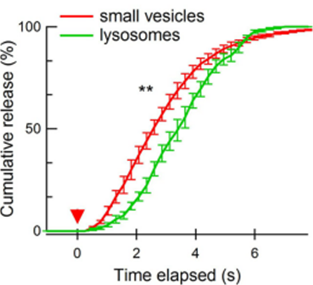 small vesicles
lysosomes
Cumulative release (%)
100
50
0
**
0 2 4 6
Time elapsed (s)